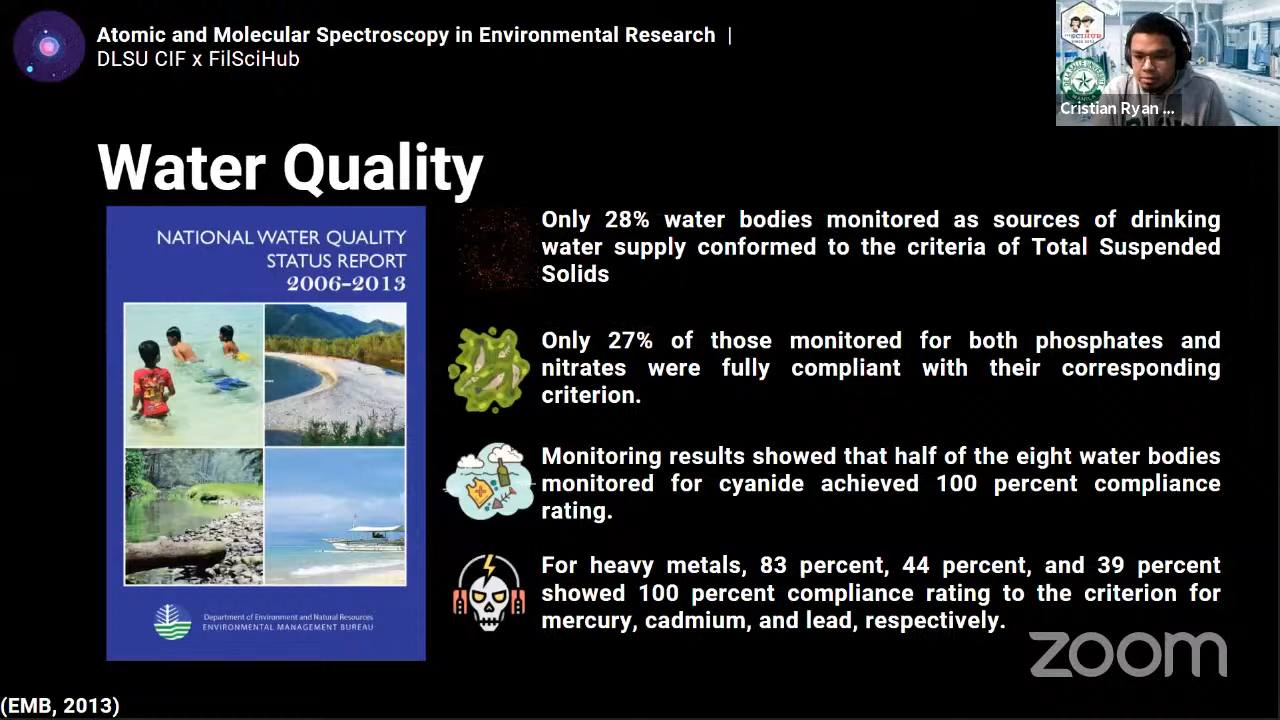 Atomic and Molecular Spectroscopy in Environmental Research |
DLSU CIF x FilSciHub
SCIHUB
Cristian Ryan ...
Water Quality
NATIONAL WATER QUALITY
STATUS REPORT
2006-2013
Department of Environment and Natural Resources
ENVIRONMENTAL MANAGEMENT BUREAU
Only 28% water bodies monitored as sources of drinking
water supply conformed to the criteria of Total Suspended
Solids
Only 27% of those monitored for both phosphates and
nitrates were fully compliant with their corresponding
criterion.
Monitoring results showed that half of the eight water bodies
monitored for cyanide achieved 100 percent compliance
rating.
For heavy metals, 83 percent, 44 percent, and 39 percent
showed 100 percent compliance rating to the criterion for
mercury, cadmium, and lead, respectively.
zoom
(EMB, 2013)